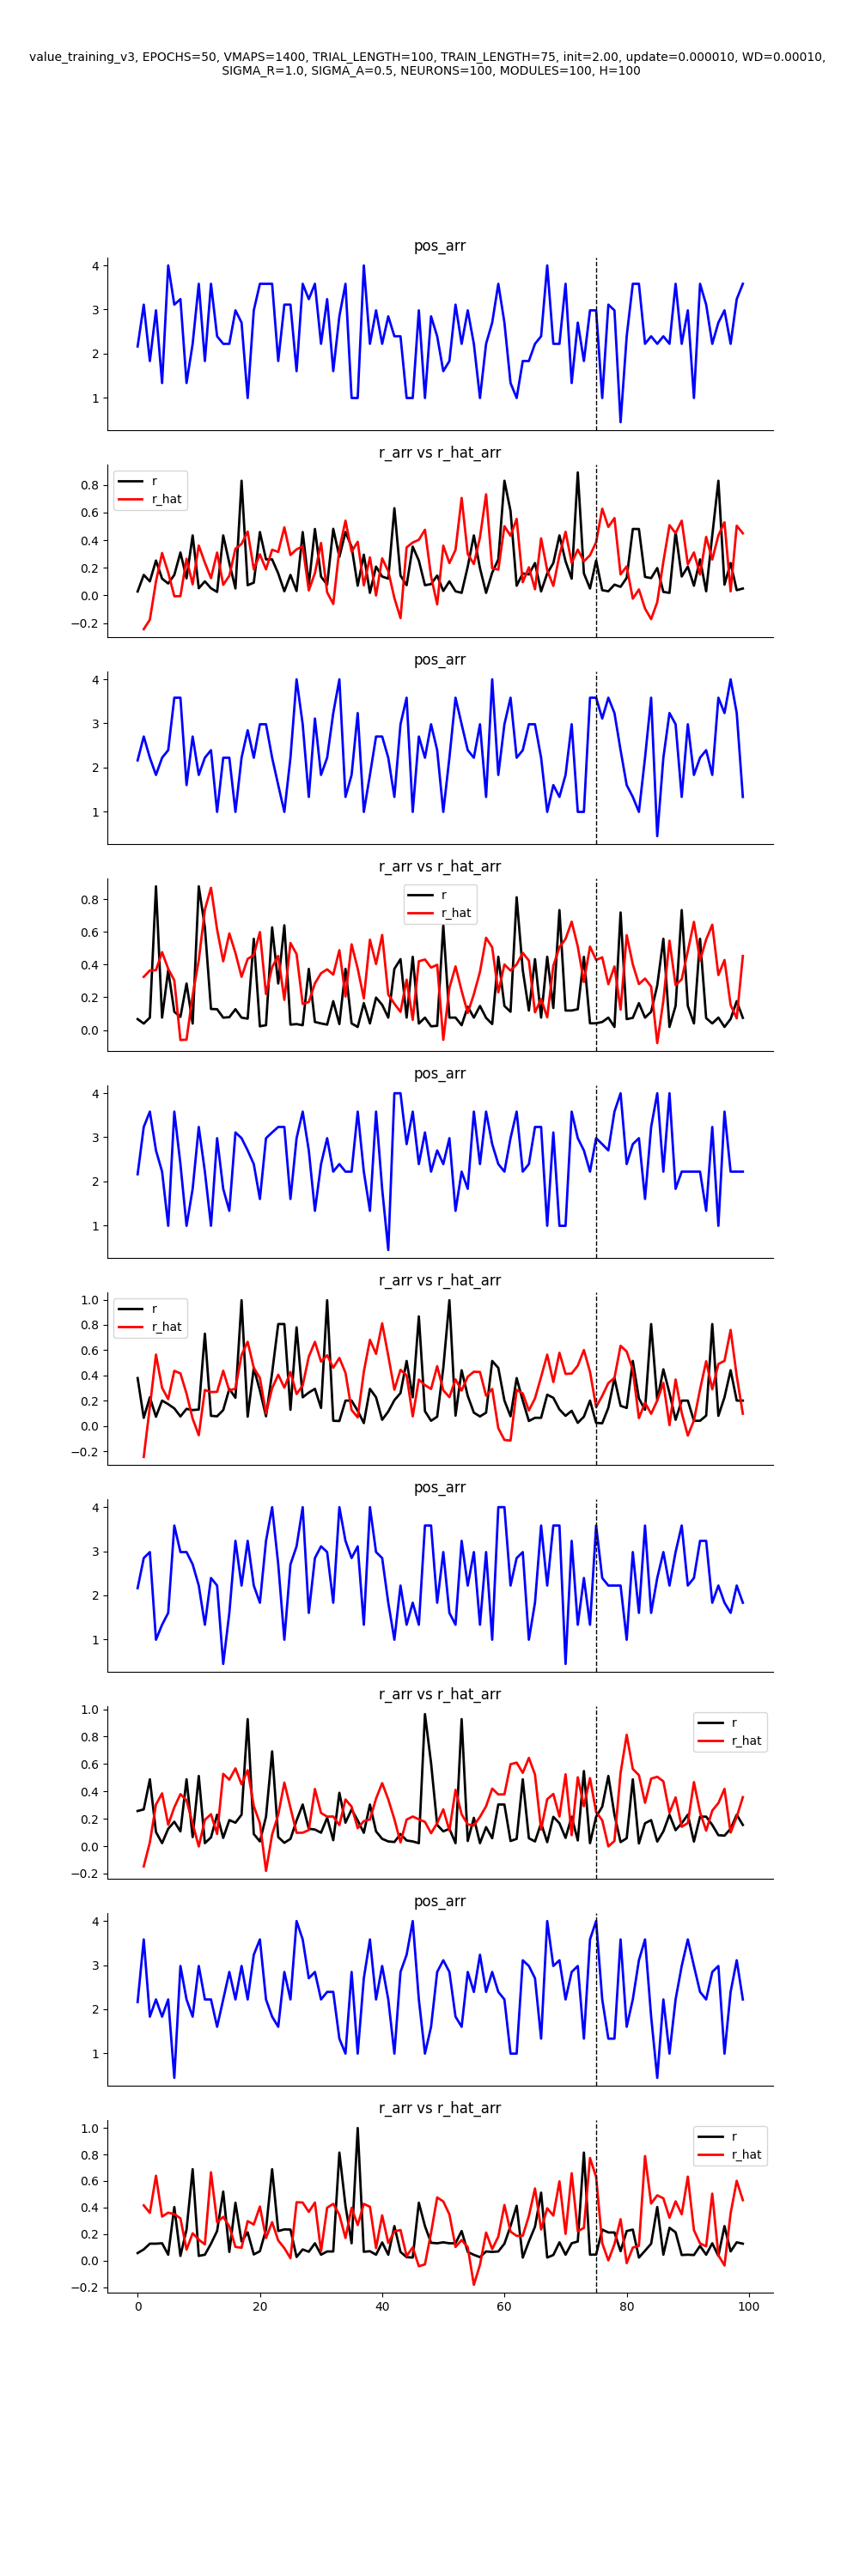 value_training_v3, EPOCHS=50, VMAPS=1400, TRIAL_LENGTH=100, TRAIN_LENGTH=75, init=2.00, update=0.000010, WD=0.00010,
SIGMA_R=1.0, SIGMA_A=0.5, NEURONS=100, MODULES=100, H=100
pos_arr
4
3
2
1
r_arr vs r_hat_arr
r
r_hat
0.8
0.6
0.4
0.2
0.0
−0.2
pos_arr
4
3
2
1
r_arr vs r_hat_arr
r
r_hat
0.8
0.6
0.4
0.2
0.0
pos_arr
4
3
2
1
r_arr vs r_hat_arr
r
r_hat
1.0
0.8
0.6
0.4
0.2
0.0
−0.2
pos_arr
4
3
2
1
r_arr vs r_hat_arr
r
r_hat
1.0
0.8
0.6
0.4
0.2
0.0
−0.2
pos_arr
4
3
2
1
r_arr vs r_hat_arr
r
r_hat
1.0
0.8
0.6
0.4
0.2
0.0
−0.2
0 20 40 60 80 100